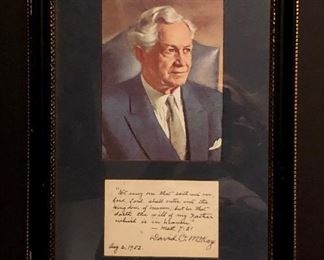 "Not every one that saith unto me
Lord Lord shall enter into the
Kingdom of heaven; but he that
doeth the will of my Father
which is in heaven"
— Matt 7:21
David O. McKay
Aug 6, 1952.